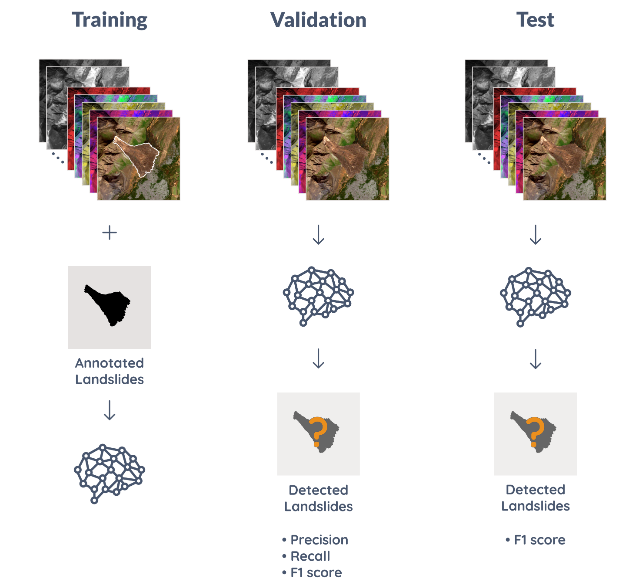 Training
Validation
Test
+
Annotated
Landslides
?
?
Detected
Landslides
Detected
Landslides
• Precision
• Recall
• F1 score
• F1 score